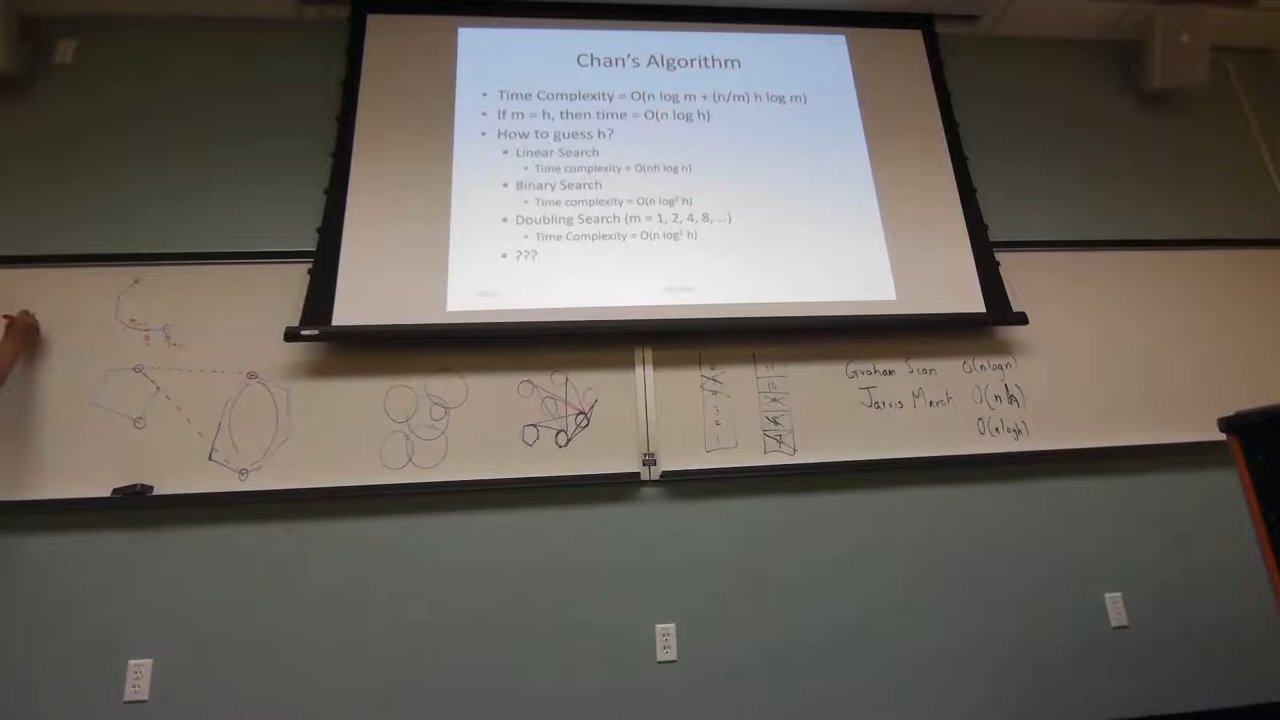 Chan's Algorithm
• Time Complexity = O(n log m + (n/m) h log m)
• If m = h, then time = O(n log h)
• How to guess h?
• Linear Search
• Time complexity = O(nh log h)
• Binary Search
• Time complexity = O(n log² n)
• Doubling Search (m = 1, 2, 4, 8, ...)
• Time Complexity = O(n log² h)
• ???
Graham Scan O(nlogn)
Jarvis March O(nh)
O(nlogh)